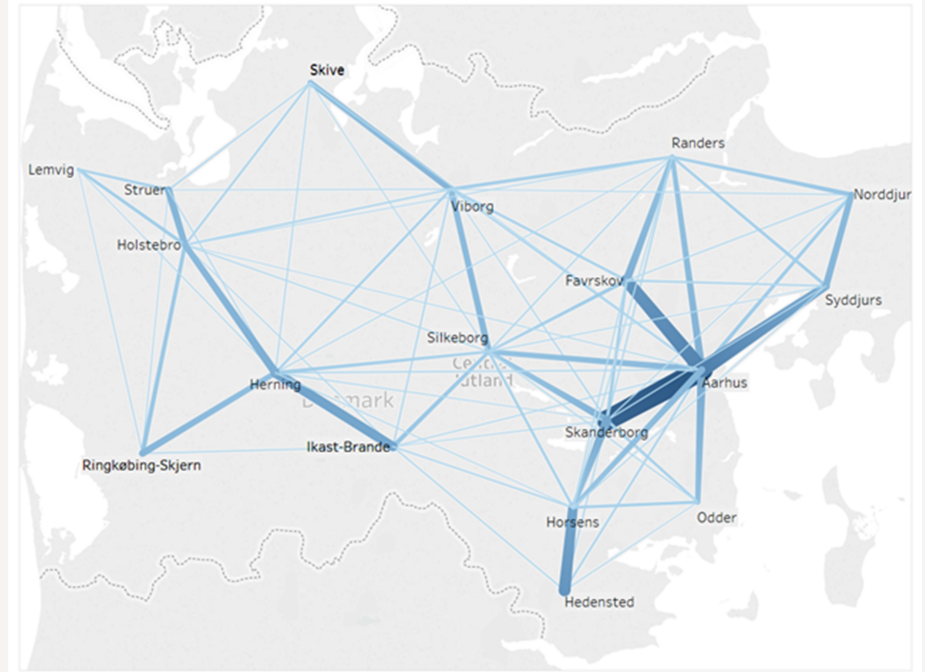 Skive
Randers
Lemvig
Struer
Norddjur
Viborg
Holstebro
Favrskov
Syddjurs
Silkeborg
Jutland
Aarhus
Herning
Skanderborg
Ikast-Brande
Ringkøbing-Skjern
Horsens
Odder
Hedensted